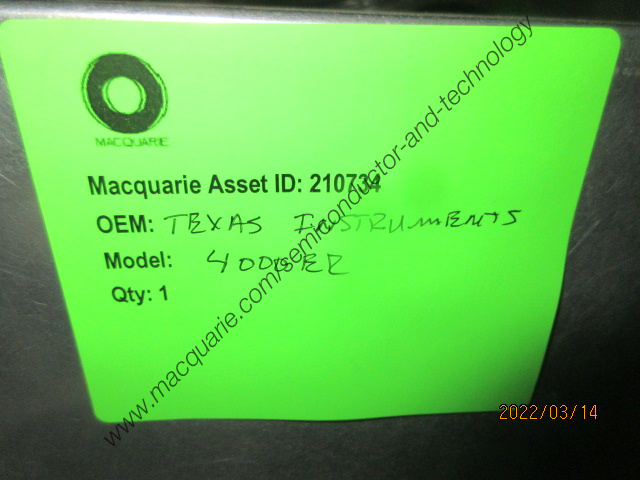 MACQUARIE
Macquarie Asset ID: 210734
OEM: TEXAS INSTRUMENTS
Model:
Qty: 1
www.macquarie.com/semiconductor-and-technology
2022/03/14